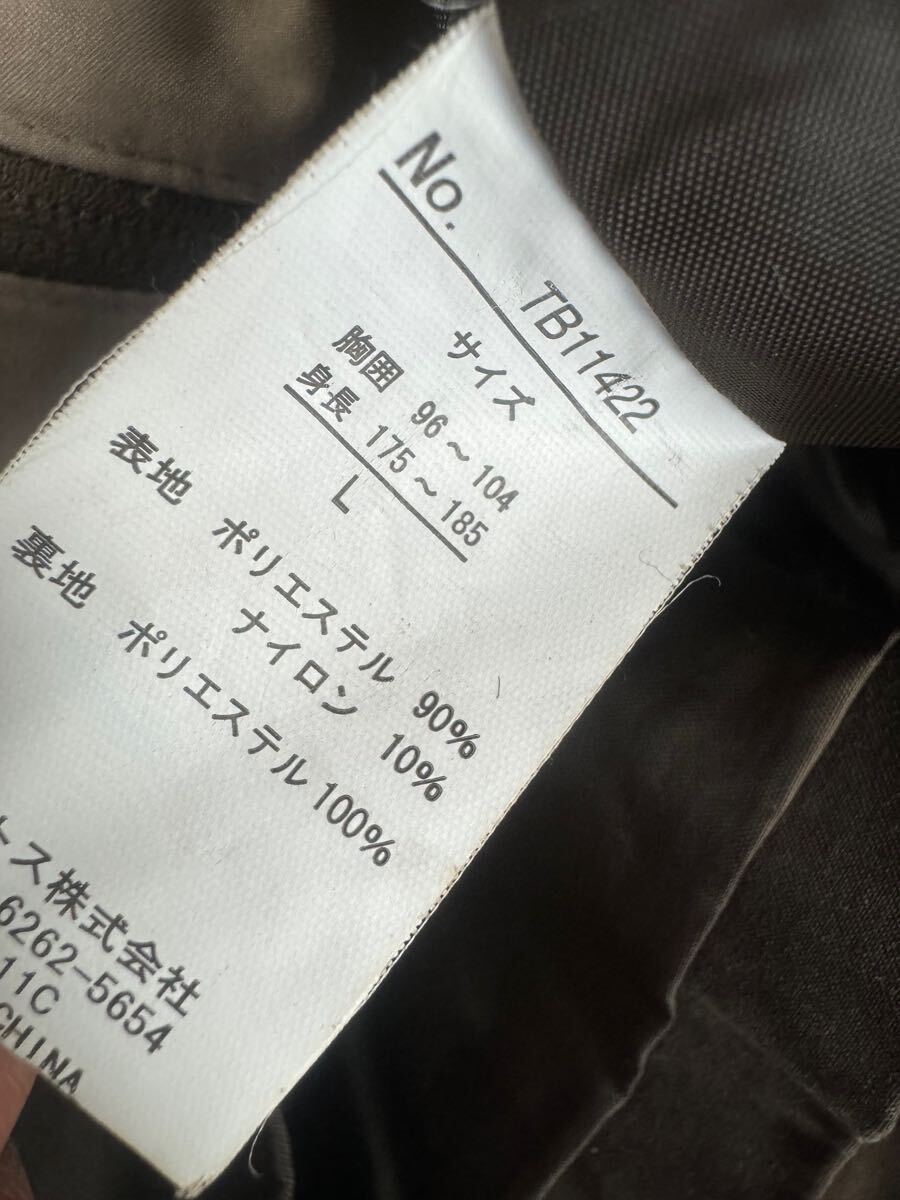 No. TB11422
サイズ
胸囲 96～104
身長 175～185
L
表地 ポリエステル 90%
ナイロン 10%
裏地 ポリエステル 100%
ス株式会社
6262-5654
11C
CHINA